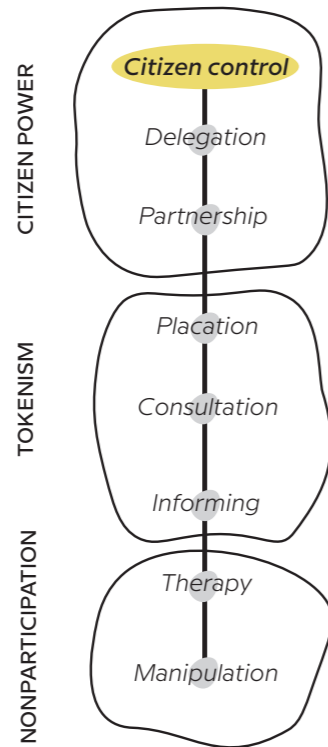 CITIZEN POWER
Citizen control
Delegation
Partnership
TOKENISM
Placation
Consultation
Informing
NONPARTICIPATION
Therapy
Manipulation